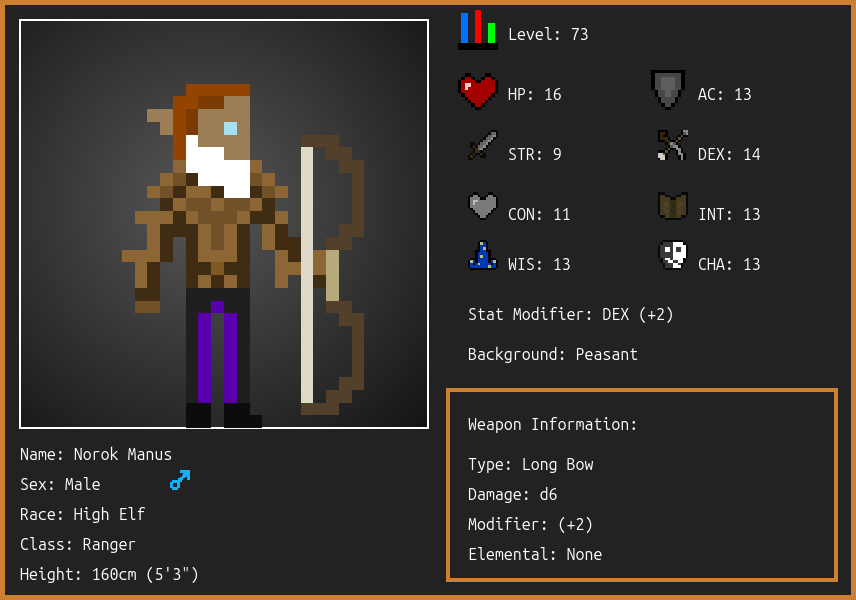 Level: 73
HP: 16
AC: 13
STR: 9
DEX: 14
CON: 11
INT: 13
WIS: 13
CHA: 13
Stat Modifier: DEX (+2)
Background: Peasant
Weapon Information:
Type: Long Bow
Damage: d6
Modifier: (+2)
Elemental: None
Name: Norok Manus
Sex: Male
Race: High Elf
Class: Ranger
Height: 160cm (5'3")